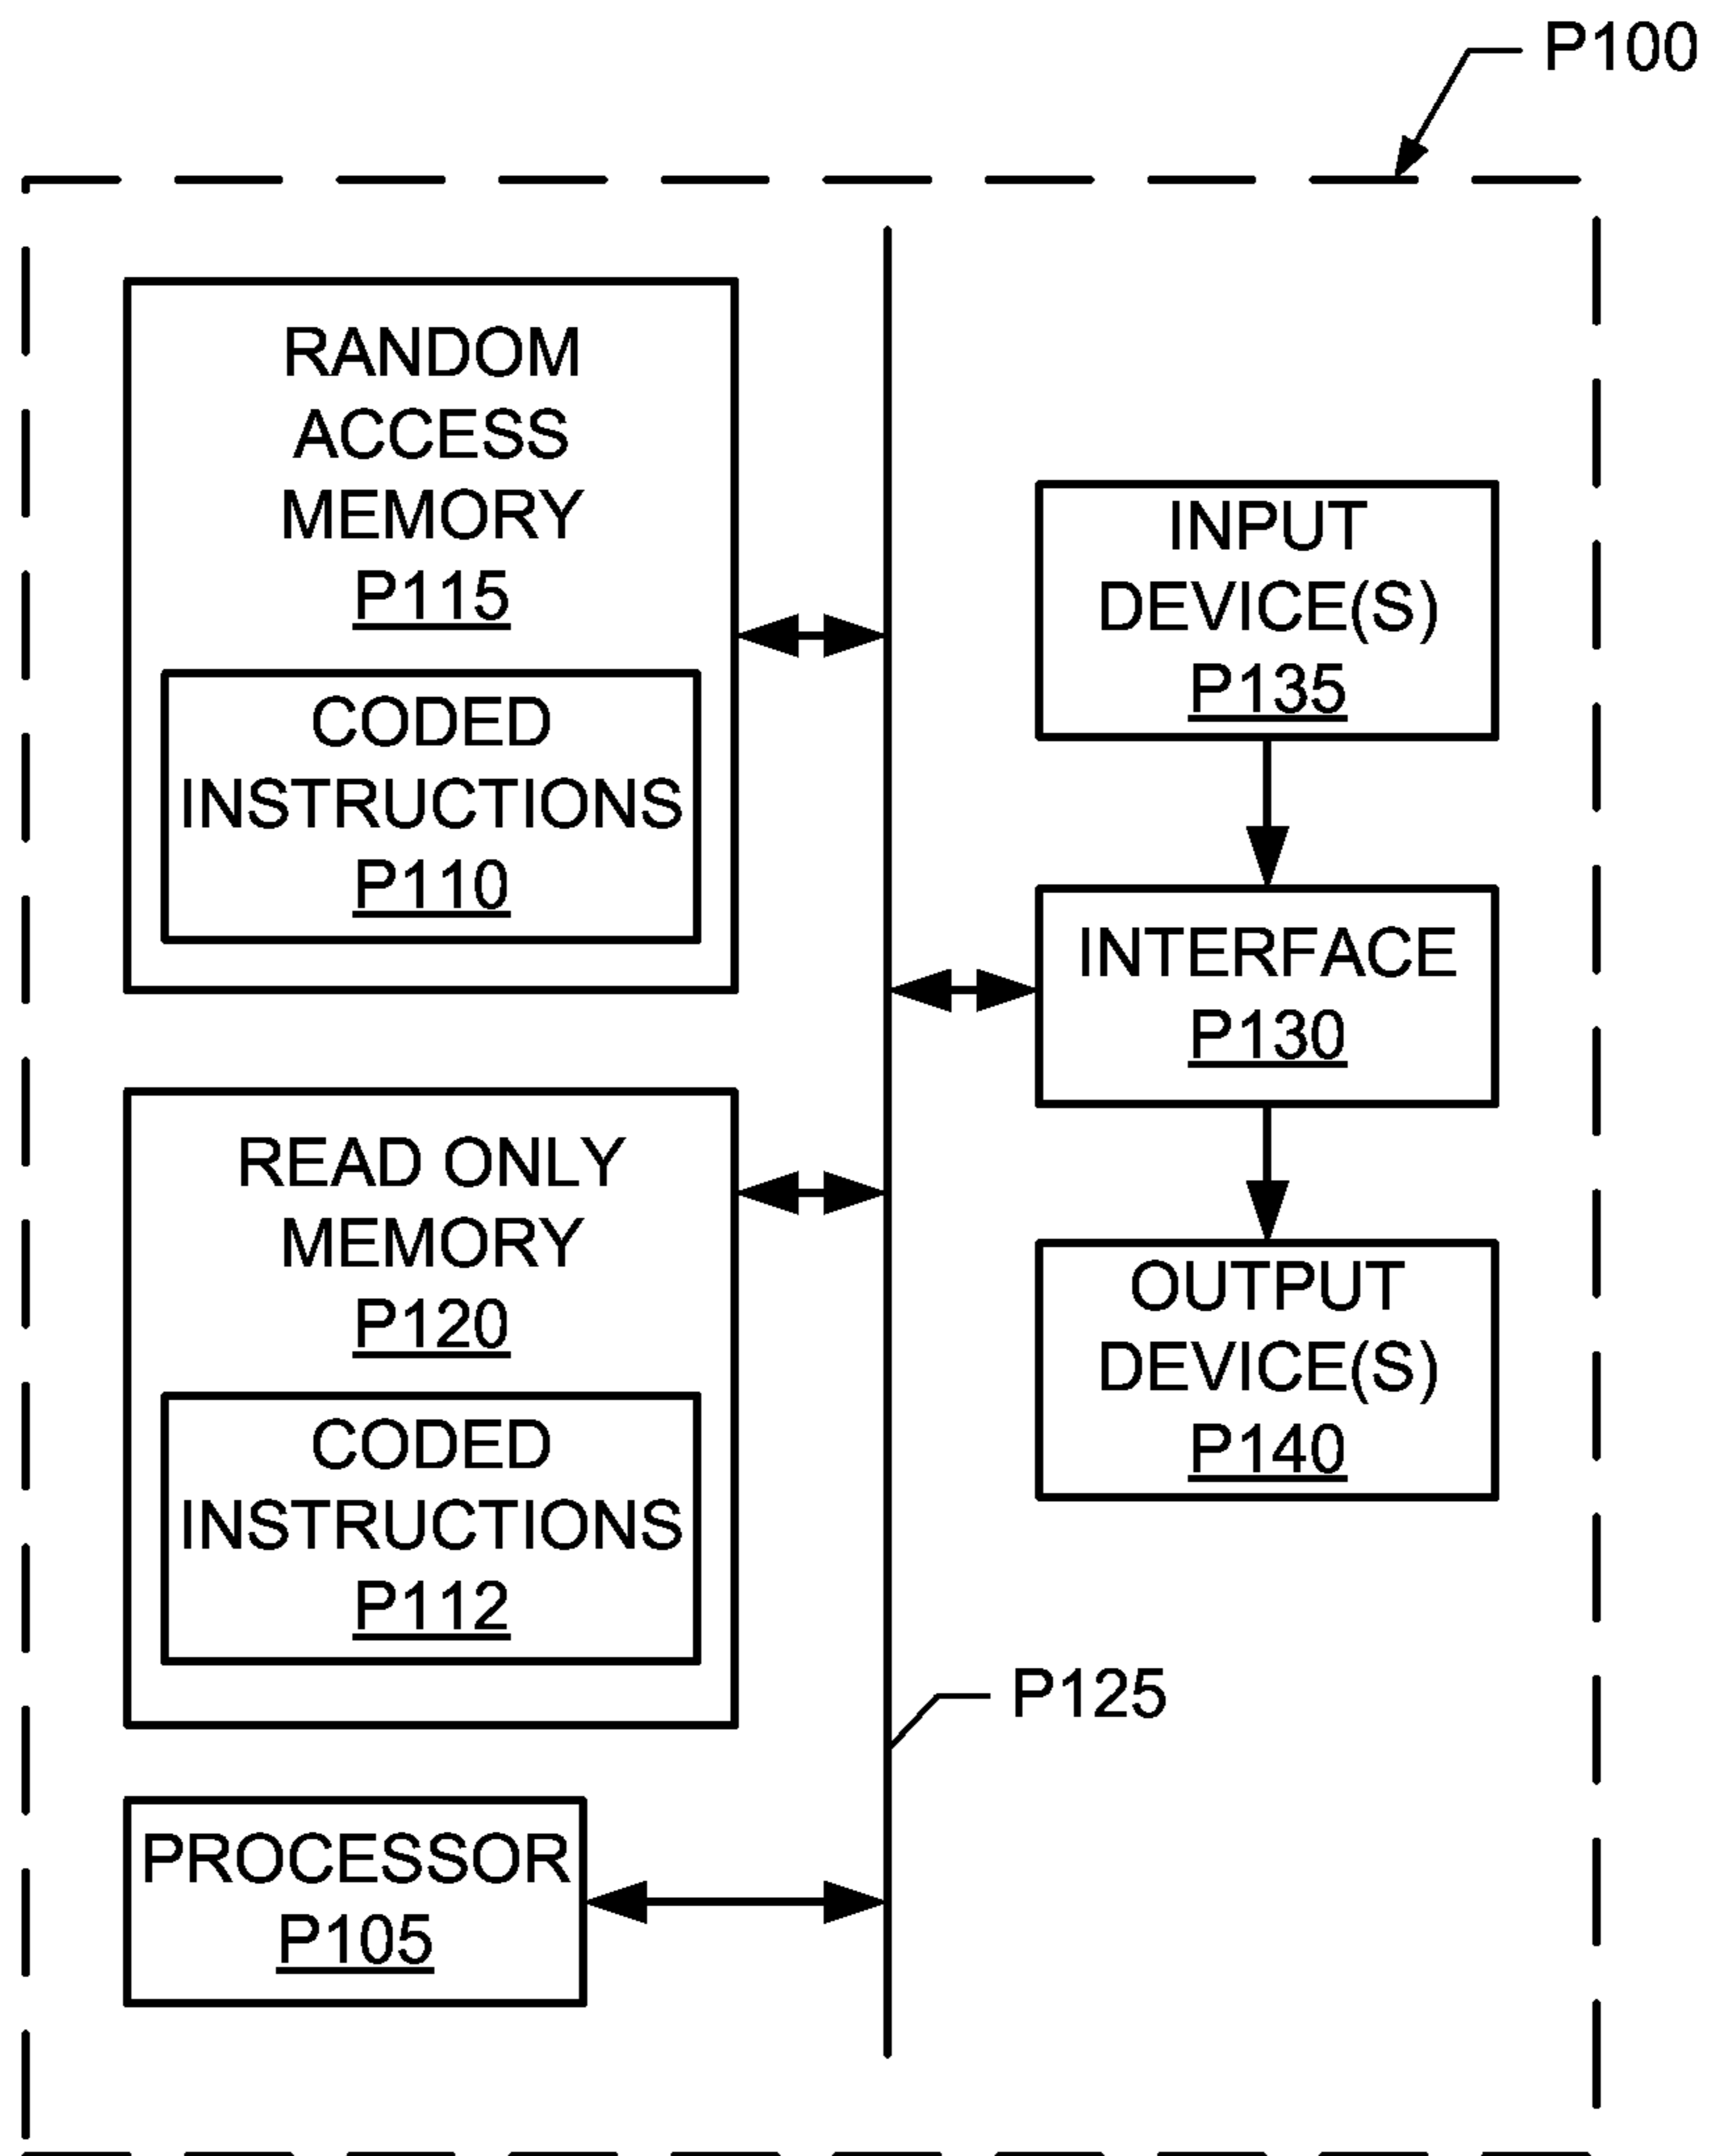 P100
RANDOM
ACCESS
MEMORY
P115
CODED
INSTRUCTIONS
P110
READ ONLY
MEMORY
P120
CODED
INSTRUCTIONS
P112
PROCESSOR
P105
INPUT
DEVICE(S)
P135
INTERFACE
P130
OUTPUT
DEVICE(S)
P140
P125